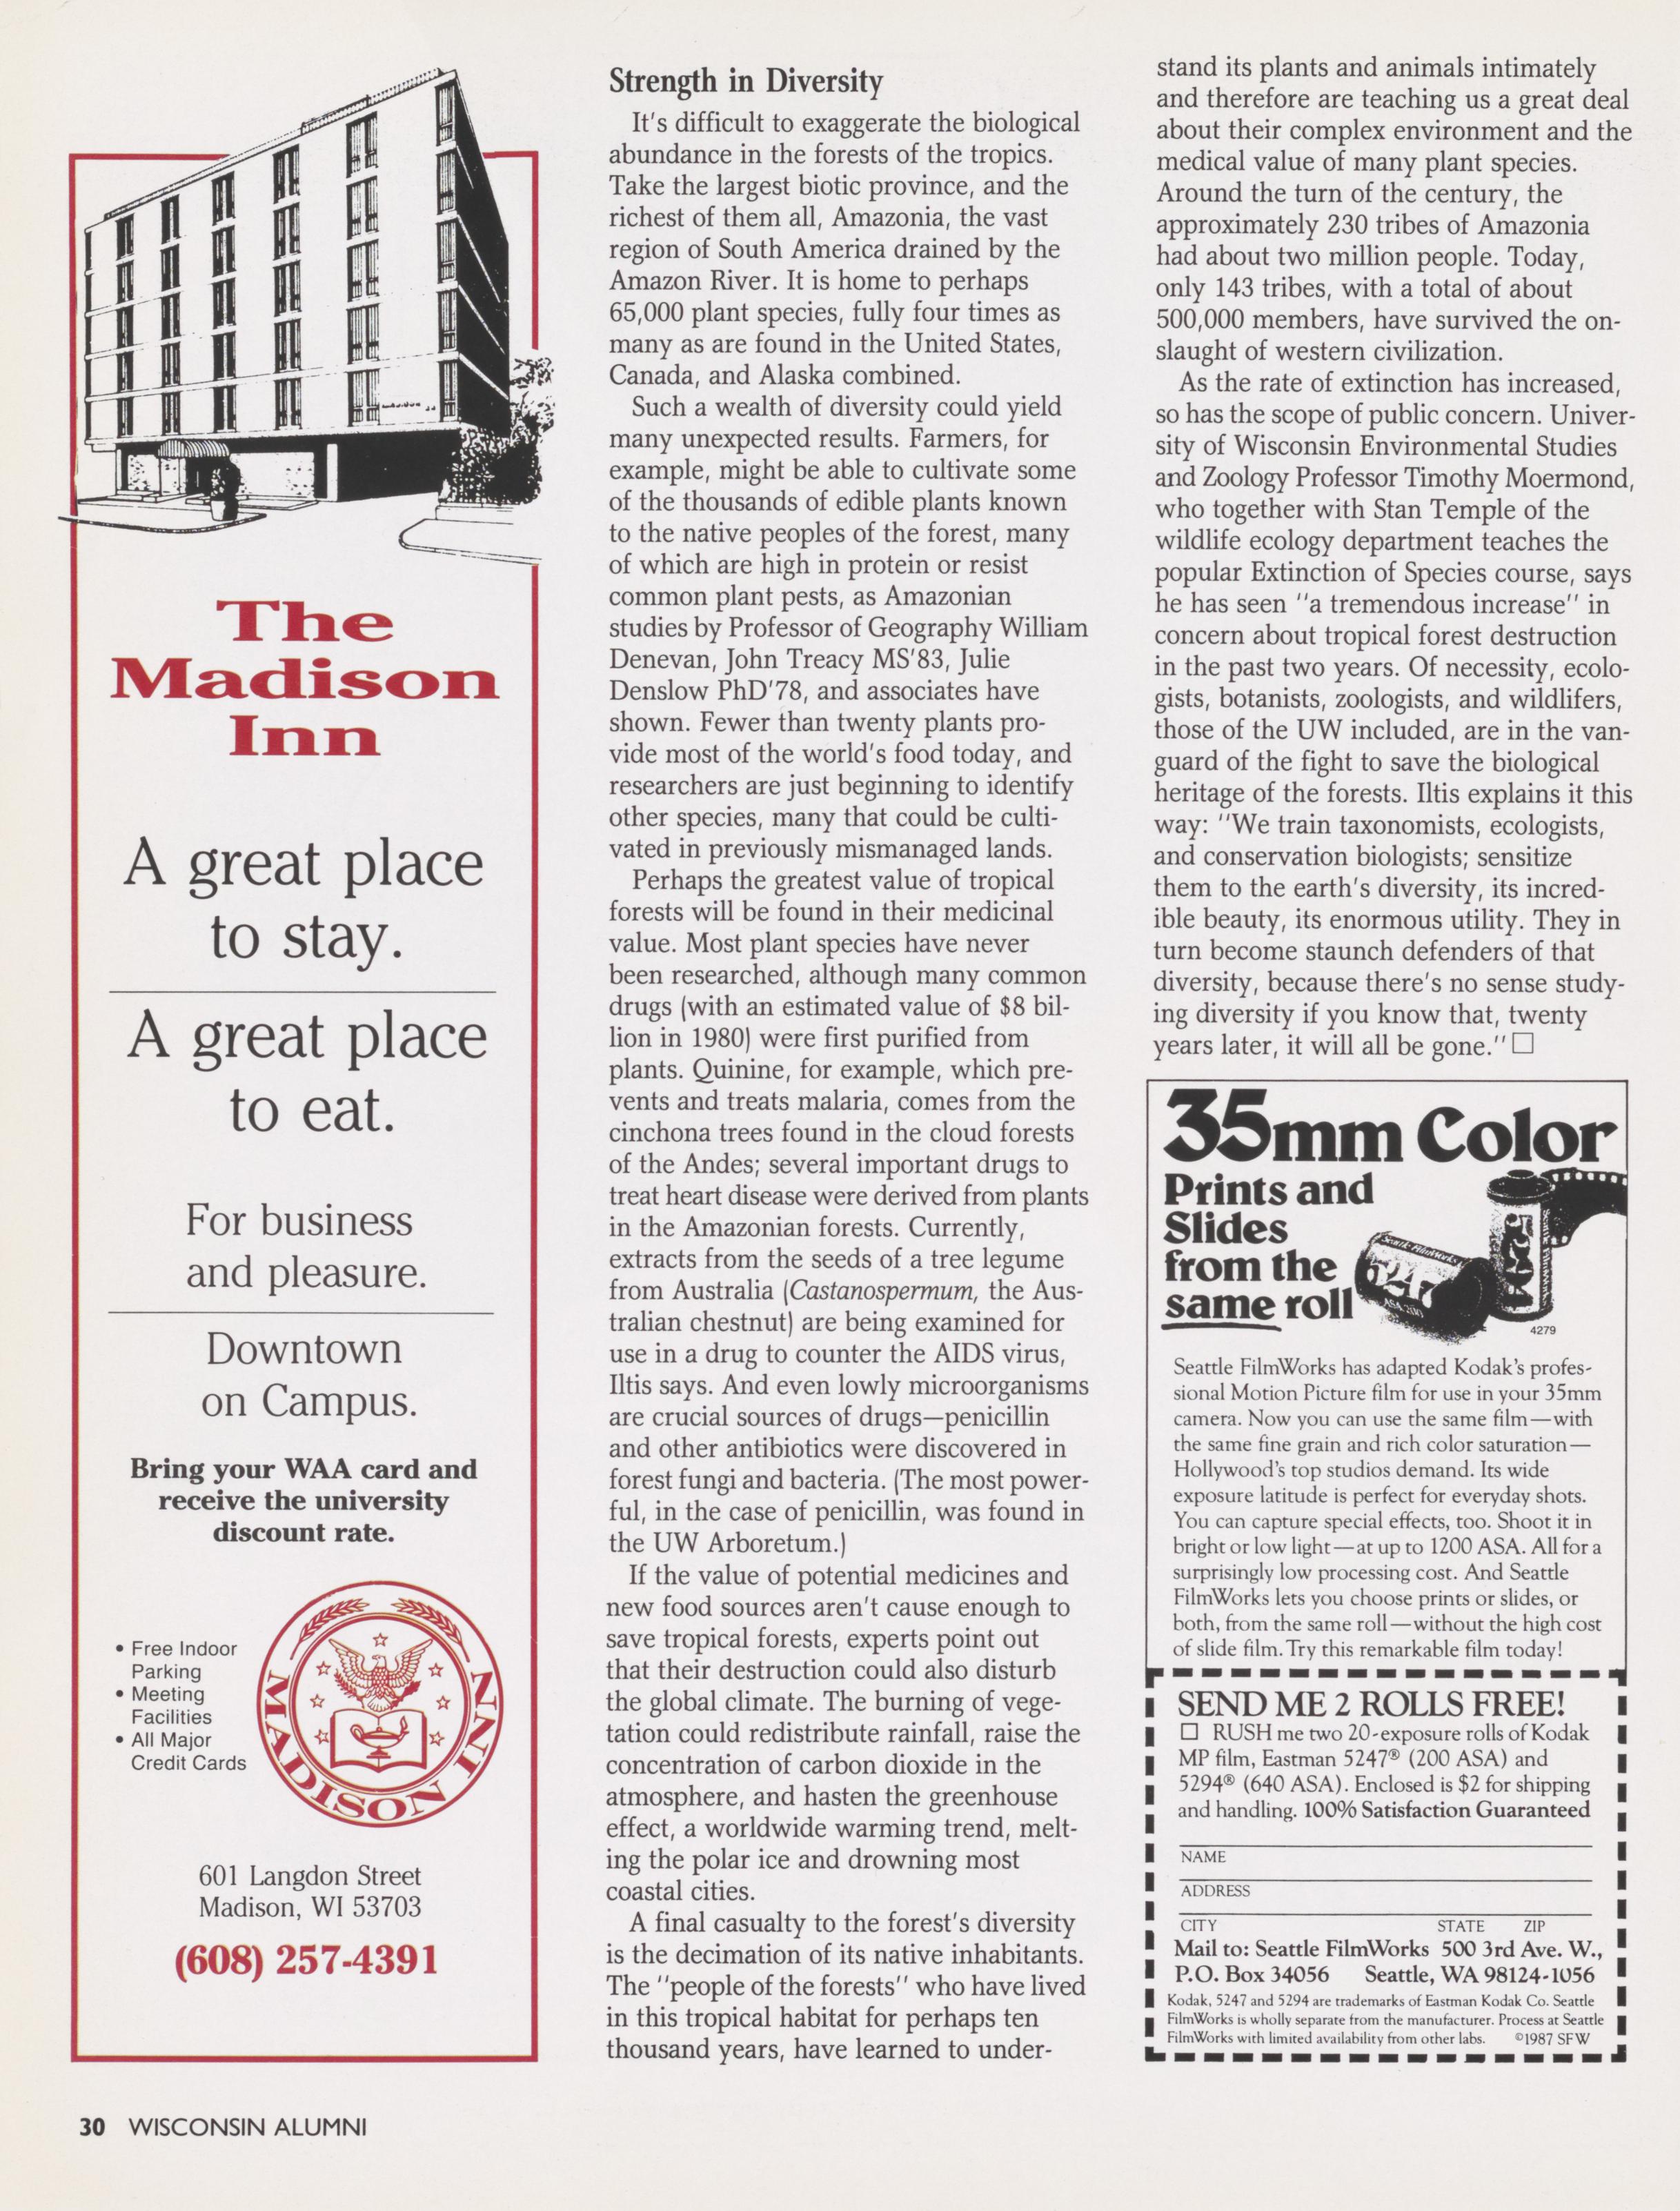 The
Madison
Inn
A great place
to stay.
A great place
to eat.
For business
and pleasure.
Downtown
on Campus.
Bring your WAA card and
receive the university
discount rate.
• Free Indoor
Parking
• Meeting
Facilities
• All Major
Credit Cards
MADISON INN
601 Langdon Street
Madison, WI 53703
(608) 257-4391
Strength in Diversity
It's difficult to exaggerate the biological
abundance in the forests of the tropics.
Take the largest biotic province, and the
richest of them all, Amazonia, the vast
region of South America drained by the
Amazon River. It is home to perhaps
65,000 plant species, fully four times as
many as are found in the United States,
Canada, and Alaska combined.
Such a wealth of diversity could yield
many unexpected results. Farmers, for
example, might be able to cultivate some
of the thousands of edible plants known
to the native peoples of the forest, many
of which are high in protein or resist
common plant pests, as Amazonian
studies by Professor of Geography William
Denevan, John Treacy MS'83, Julie
Denslow PhD'78, and associates have
shown. Fewer than twenty plants pro-
vide most of the world's food today, and
researchers are just beginning to identify
other species, many that could be culti-
vated in previously mismanaged lands.
Perhaps the greatest value of tropical
forests will be found in their medicinal
value. Most plant species have never
been researched, although many common
drugs (with an estimated value of $8 bil-
lion in 1980) were first purified from
plants. Quinine, for example, which pre-
vents and treats malaria, comes from the
cinchona trees found in the cloud forests
of the Andes; several important drugs to
treat heart disease were derived from plants
in the Amazonian forests. Currently,
extracts from the seeds of a tree legume
from Australia (Castanospermum, the Aus-
tralian chestnut) are being examined for
use in a drug to counter the AIDS virus,
Iltis says. And even lowly microorganisms
are crucial sources of drugs—penicillin
and other antibiotics were discovered in
forest fungi and bacteria. (The most power-
ful, in the case of penicillin, was found in
the UW Arboretum.)
If the value of potential medicines and
new food sources aren't cause enough to
save tropical forests, experts point out
that their destruction could also disturb
the global climate. The burning of vege-
tation could redistribute rainfall, raise the
concentration of carbon dioxide in the
atmosphere, and hasten the greenhouse
effect, a worldwide warming trend, melt-
ing the polar ice and drowning most
coastal cities.
A final casualty to the forest's diversity
is the decimation of its native inhabitants.
The "people of the forests" who have lived
in this tropical habitat for perhaps ten
thousand years, have learned to under-
stand its plants and animals intimately
and therefore are teaching us a great deal
about their complex environment and the
medical value of many plant species.
Around the turn of the century, the
approximately 230 tribes of Amazonia
had about two million people. Today,
only 143 tribes, with a total of about
500,000 members, have survived the on-
slaught of western civilization.
As the rate of extinction has increased,
so has the scope of public concern. Univer-
sity of Wisconsin Environmental Studies
and Zoology Professor Timothy Moermond,
who together with Stan Temple of the
wildlife ecology department teaches the
popular Extinction of Species course, says
he has seen "a tremendous increase" in
concern about tropical forest destruction
in the past two years. Of necessity, ecolo-
gists, botanists, zoologists, and wildlifers,
those of the UW included, are in the van-
guard of the fight to save the biological
heritage of the forests. Iltis explains it this
way: "We train taxonomists, ecologists,
and conservation biologists; sensitize
them to the earth's diversity, its incred-
ible beauty, its enormous utility. They in
turn become staunch defenders of that
diversity, because there's no sense study-
ing diversity if you know that, twenty
years later, it will all be gone." □
35mm Color
Prints and
Slides
from the
same roll
Seattle FilmWorks
5247
ASA 200
4279
Seattle FilmWorks has adapted Kodak's profes-
sional Motion Picture film for use in your 35mm
camera. Now you can use the same film—with
the same fine grain and rich color saturation—
Hollywood's top studios demand. Its wide
exposure latitude is perfect for everyday shots.
You can capture special effects, too. Shoot it in
bright or low light—at up to 1200 ASA. All for a
surprisingly low processing cost. And Seattle
FilmWorks lets you choose prints or slides, or
both, from the same roll—without the high cost
of slide film. Try this remarkable film today!
SEND ME 2 ROLLS FREE!
□ RUSH me two 20-exposure rolls of Kodak
MP film, Eastman 5247® (200 ASA) and
5294® (640 ASA). Enclosed is $2 for shipping
and handling. 100% Satisfaction Guaranteed
NAME
ADDRESS
CITY STATE ZIP
Mail to: Seattle FilmWorks 500 3rd Ave. W.,
P.O. Box 34056 Seattle, WA 98124-1056
Kodak, 5247 and 5294 are trademarks of Eastman Kodak Co. Seattle
FilmWorks is wholly separate from the manufacturer. Process at Seattle
FilmWorks with limited availability from other labs. ©1987 SFW
30 WISCONSIN ALUMNI